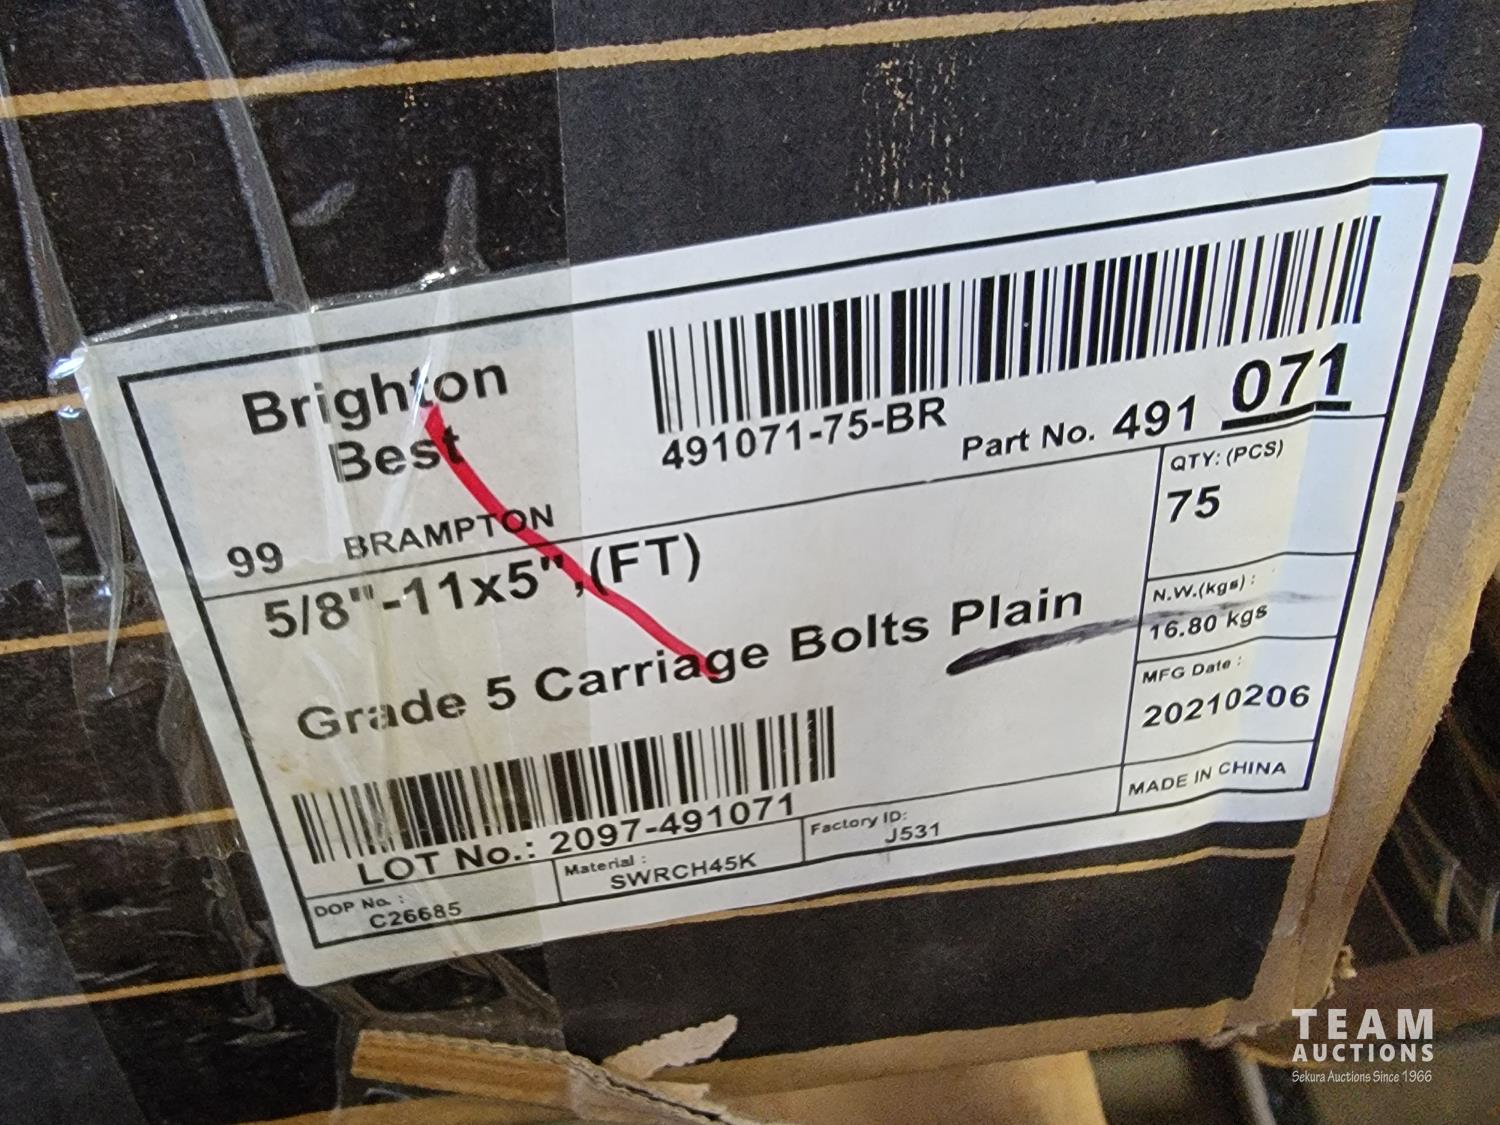 Brighton
Best
491071-75-BR
Part No. 491 071
99 BRAMPTON
QTY: (PCS)
75
5/8"-11x5",(FT)
Grade 5 Carriage Bolts Plain
N.W.(kgs) :
16.80 kgs
MFG Date :
20210206
MADE IN CHINA
LOT No.: 2097-491071
DOP No. :
C26685
Material :
SWRCH45K
Factory ID:
J531
TEAM
AUCTIONS
Sekura Auctions Since 1966